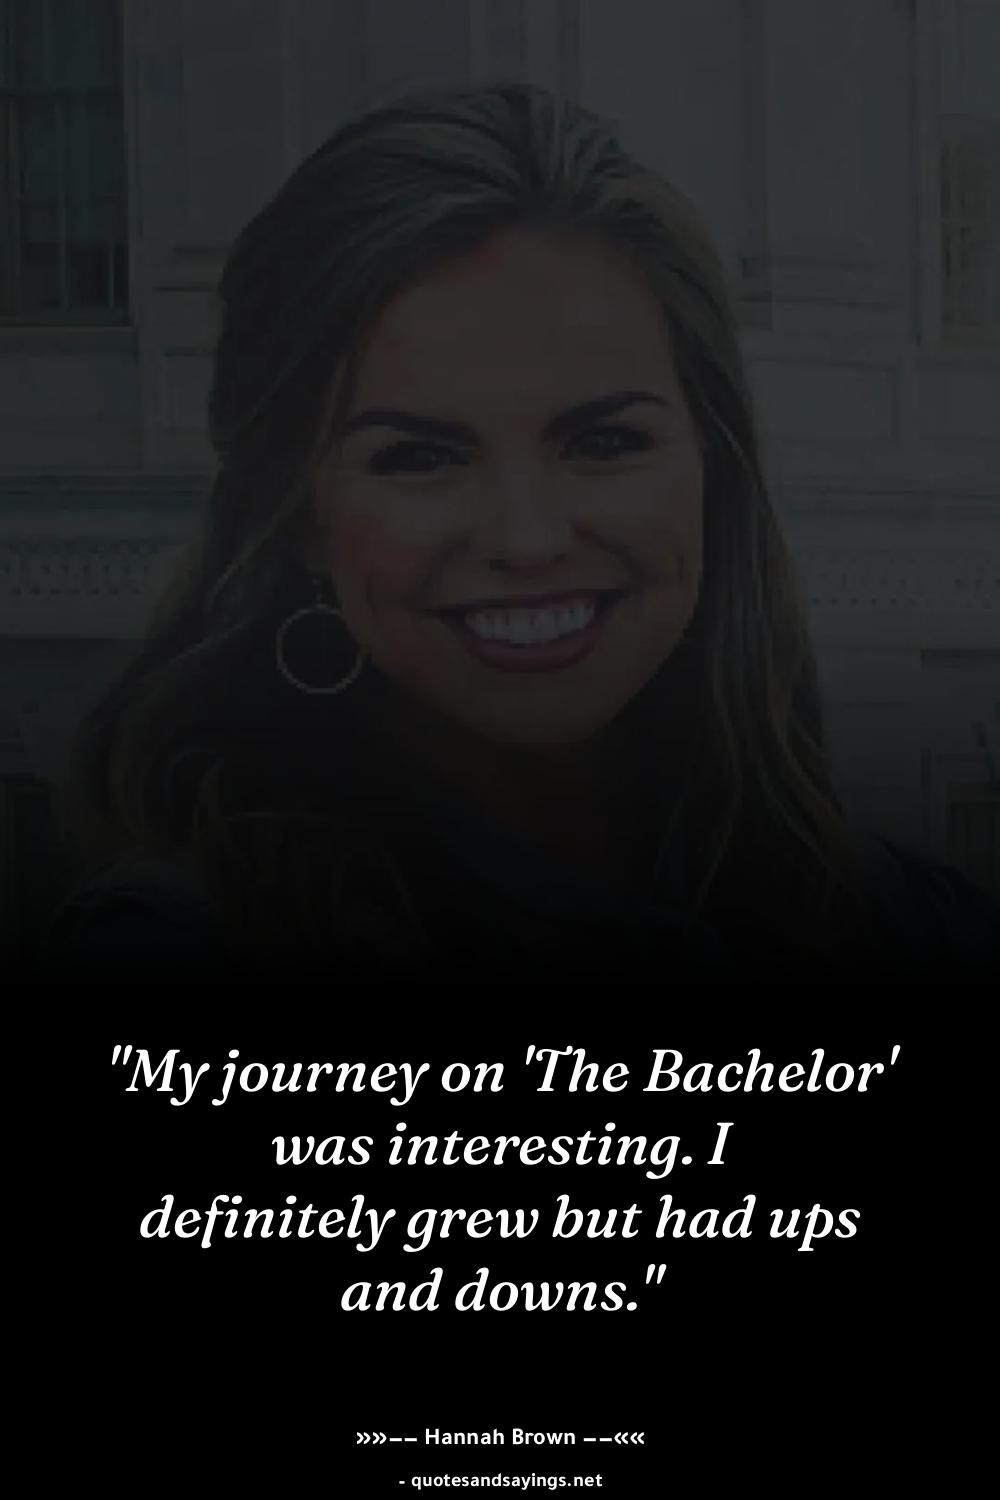 "My journey on 'The Bachelor'
was interesting. I
definitely grew but had ups
and downs."
»»−− Hannah Brown −−««
- quotesandsayings.net